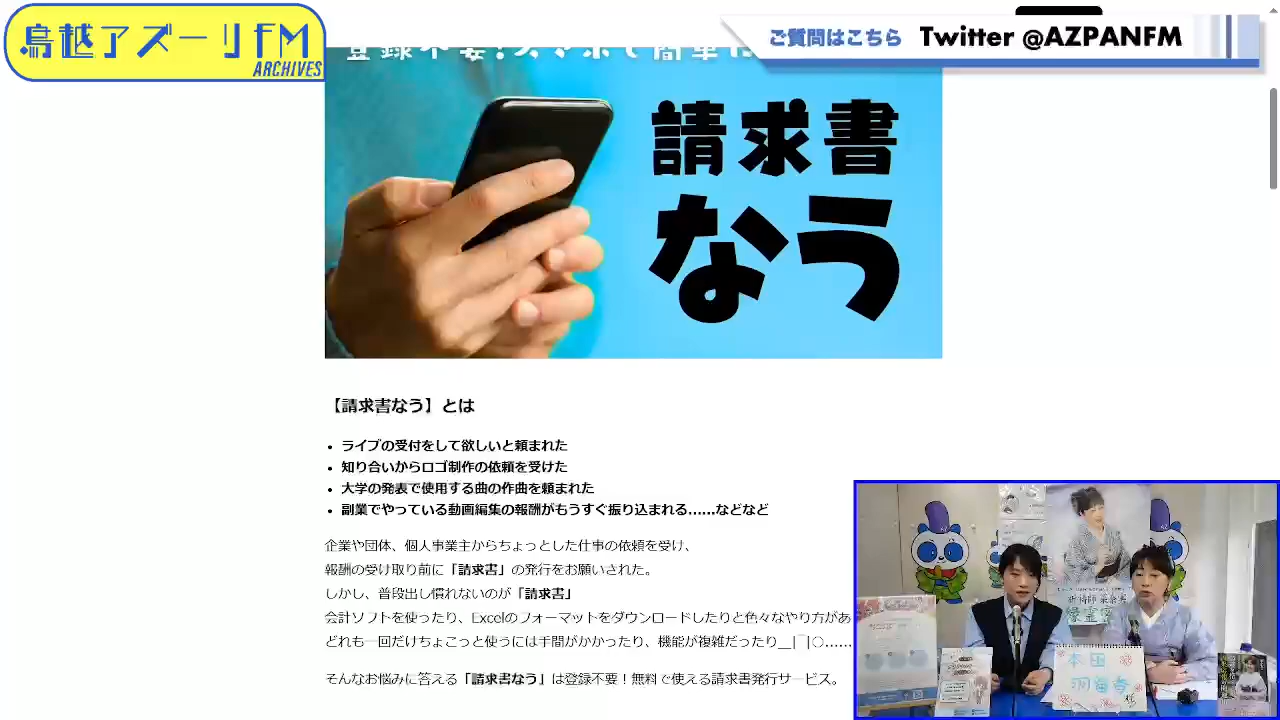 鳥越アズーリFM
ARCHIVES
ご質問はこちら Twitter @AZPANFM
登録不要！スマホで簡単に
請求書
なう
【請求書なう】とは
• ライブの受付をして欲しいと頼まれた
• 知り合いからロゴ制作の依頼を受けた
• 大学の発表で使用する曲の作曲を頼まれた
• 副業でやっている動画編集の報酬がもうすぐ振り込まれる……などなど
企業や団体、個人事業主からちょっとした仕事の依頼を受け、
報酬の受け取り前に「請求書」の発行をお願いされた。
しかし、普段出し慣れないのが「請求書」
会計ソフトを使ったり、Excelのフォーマットをダウンロードしたりと色々なやり方があ
どれも一回だけちょこっと使うには手間がかかったり、機能が複雑だったり__|￣|○……
そんなお悩みに答える「請求書なう」は登録不要！無料で使える請求書発行サービス。
本田